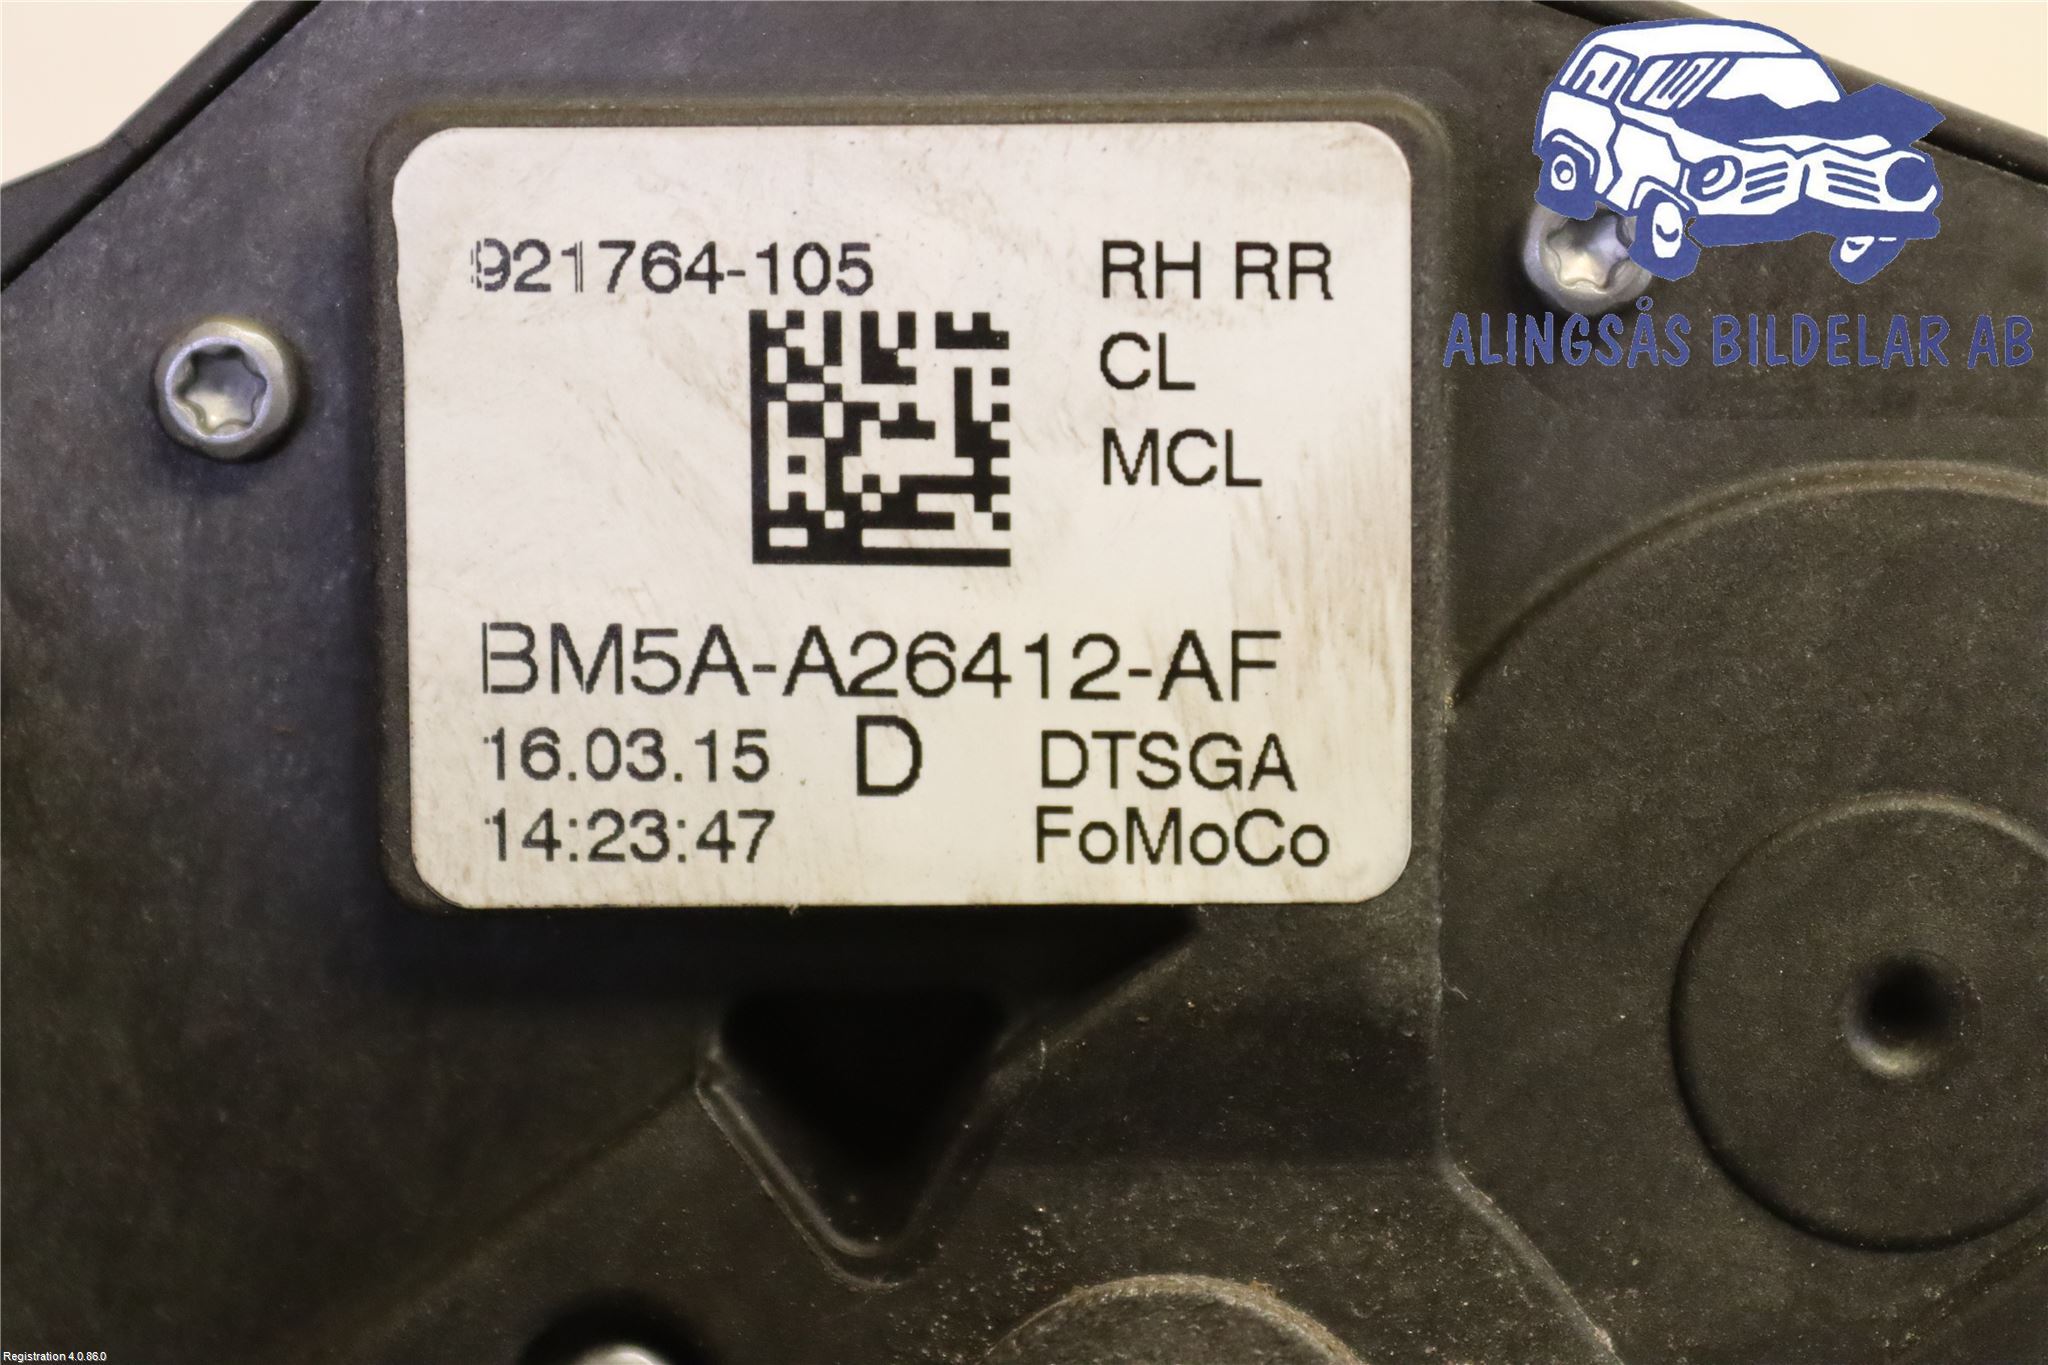 921764-105 RH RR
CL
MCL
BM5A-A26412-AF
16.03.15 D DTSGA
14:23:47 FoMoCo
ALINGSÅS BILDELAR AB
Registration 4.0.86.0